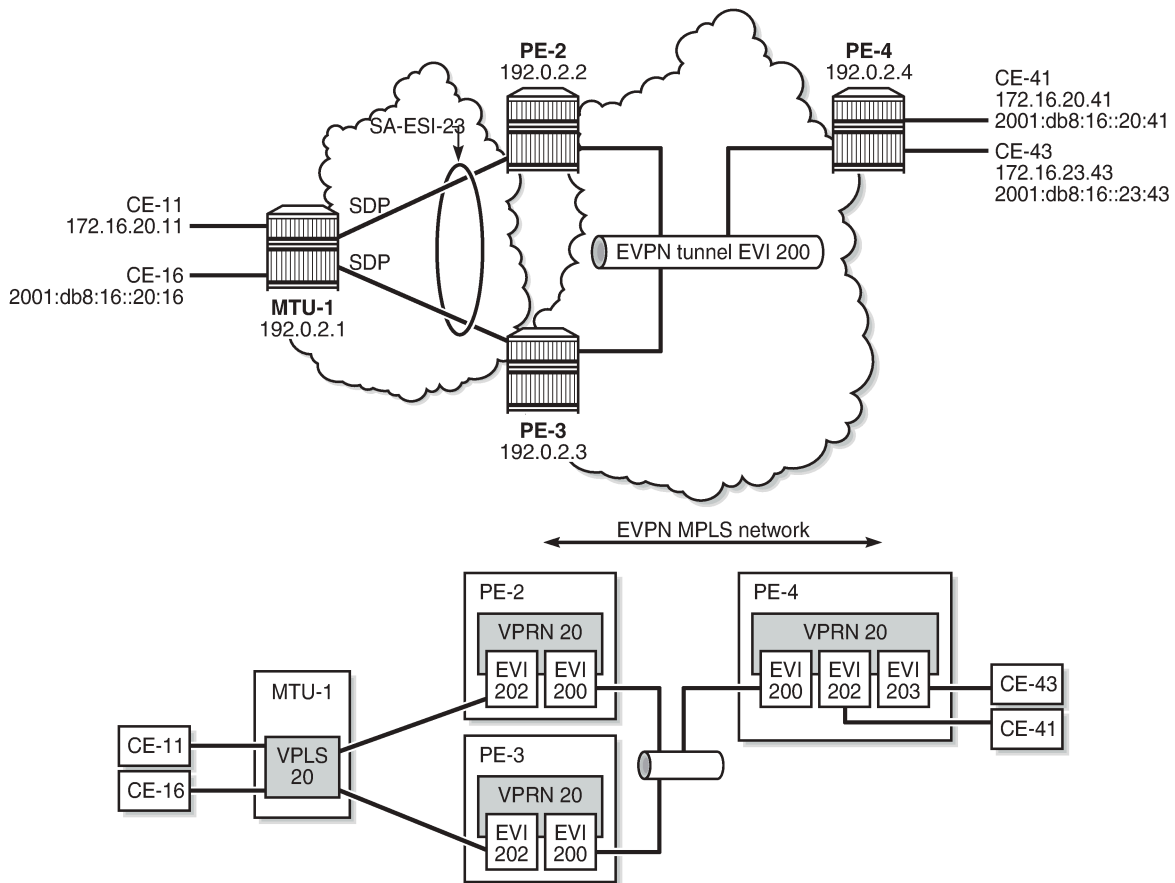 PE-2
192.0.2.2
PE-4
192.0.2.4
CE-41
172.16.20.41
2001:db8:16::20:41
CE-43
172.16.23.43
2001:db8:16::23:43
SA-ESI-23
CE-11
172.16.20.11
SDP
EVPN tunnel EVI 200
SDP
CE-16
2001:db8:16::20:16
MTU-1
192.0.2.1
PE-3
192.0.2.3
EVPN MPLS network
PE-2
VPRN 20
EVI
202
EVI
200
PE-4
VPRN 20
EVI
200
EVI
202
EVI
203
CE-43
CE-41
MTU-1
VPLS
20
CE-11
CE-16
PE-3
VPRN 20
EVI
202
EVI
200